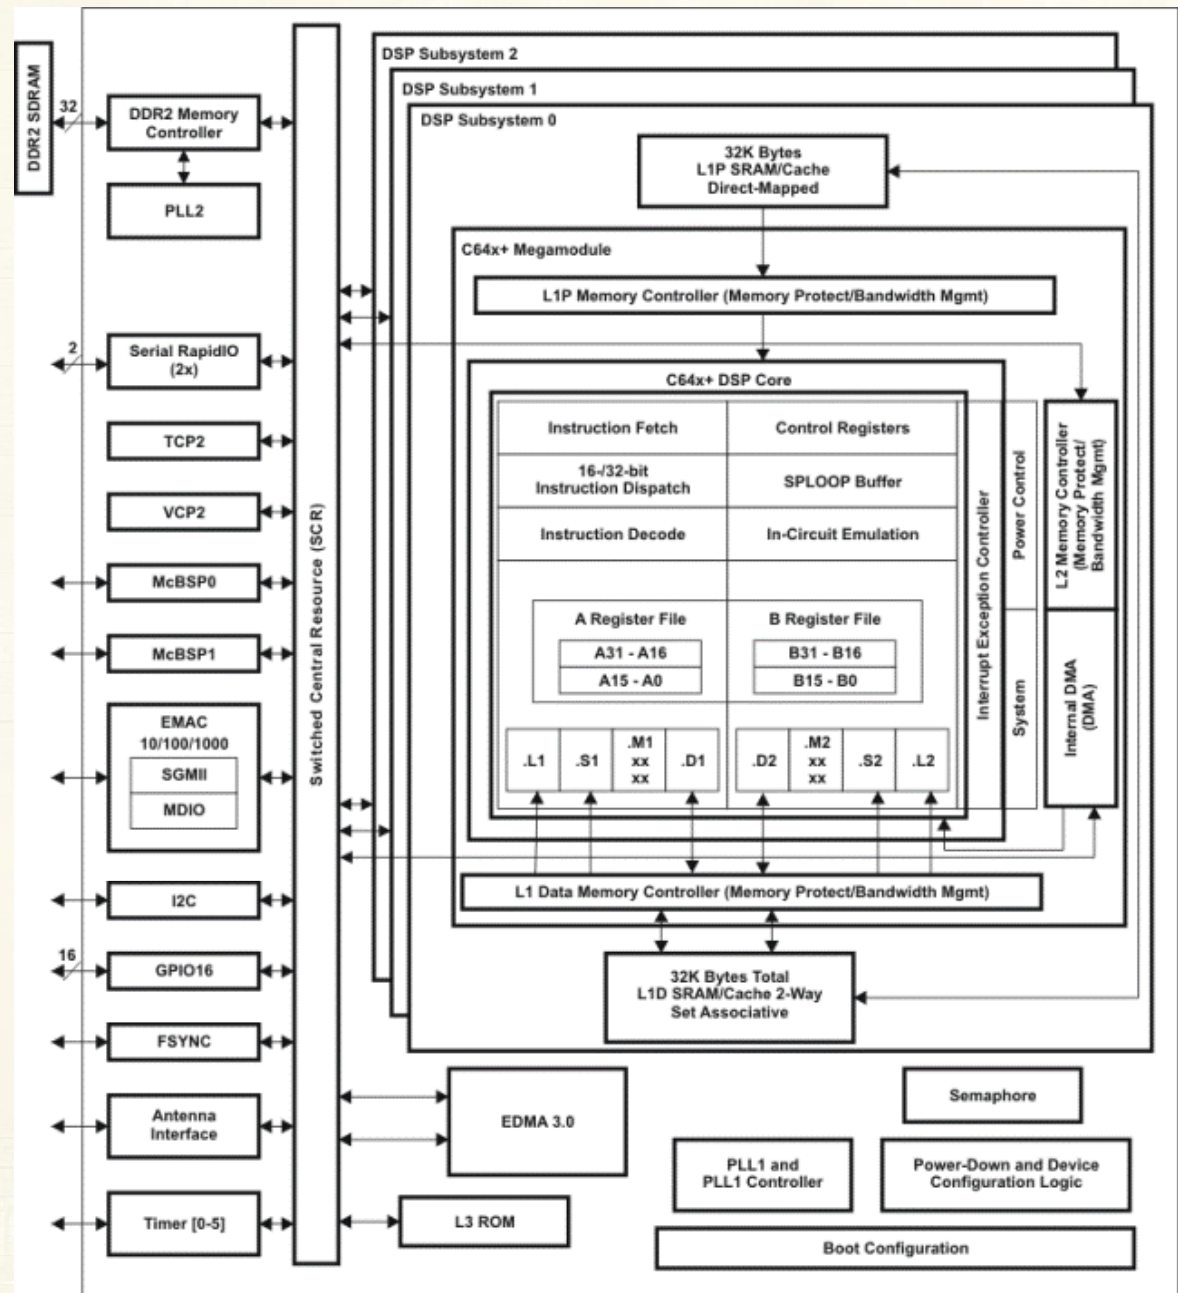 DDR2 SDRAM
32
DDR2 Memory
Controller
PLL2
2
Serial RapidIO
(2x)
TCP2
VCP2
McBSP0
McBSP1
EMAC
10/100/1000
SGMII
MDIO
I2C
16
GPIO16
FSYNC
Antenna
Interface
Timer [0-5]
Switched Central Resource (SCR)
DSP Subsystem 2
DSP Subsystem 1
DSP Subsystem 0
32K Bytes
L1P SRAM/Cache
Direct-Mapped
C64x+ Megamodule
L1P Memory Controller (Memory Protect/Bandwidth Mgmt)
C64x+ DSP Core
Instruction Fetch
Control Registers
16-/32-bit
Instruction Dispatch
SPLOOP Buffer
Instruction Decode
In-Circuit Emulation
A Register File
A31 - A16
A15 - A0
B Register File
B31 - B16
B15 - B0
.L1
.S1
.M1
xx
xx
.D1
.D2
.M2
xx
xx
.S2
.L2
Interrupt Exception Controller
Power Control
System
L2 Memory Controller
(Memory Protect/
Bandwidth Mgmt)
Internal DMA
(DMA)
L1 Data Memory Controller (Memory Protect/Bandwidth Mgmt)
32K Bytes Total
L1D SRAM/Cache 2-Way
Set Associative
EDMA 3.0
L3 ROM
Semaphore
PLL1 and
PLL1 Controller
Power-Down and Device
Configuration Logic
Boot Configuration